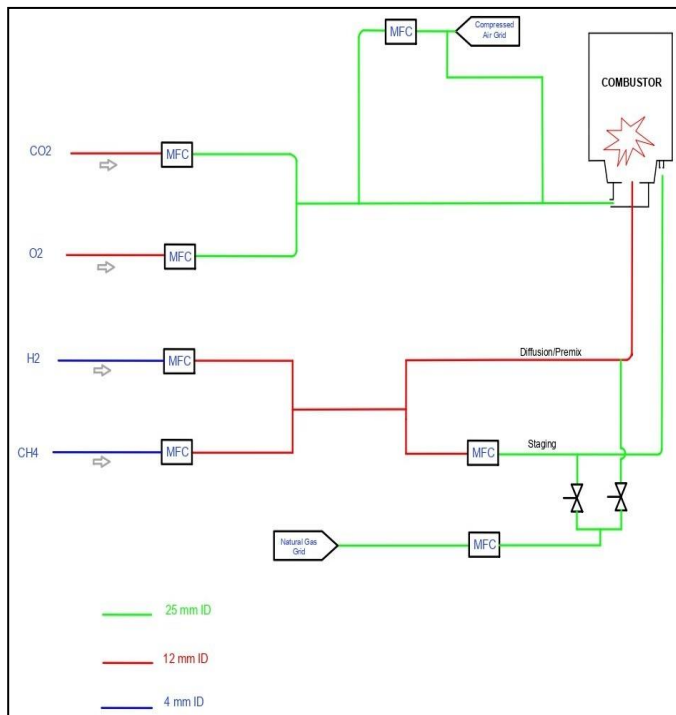 MFC
Compressed
Air Grid
COMBUSTOR
CO2
MFC
O2
MFC
H2
MFC
Diffusion/Premix
CH4
MFC
Staging
MFC
Natural Gas
Grid
MFC
25 mm ID
12 mm ID
4 mm ID